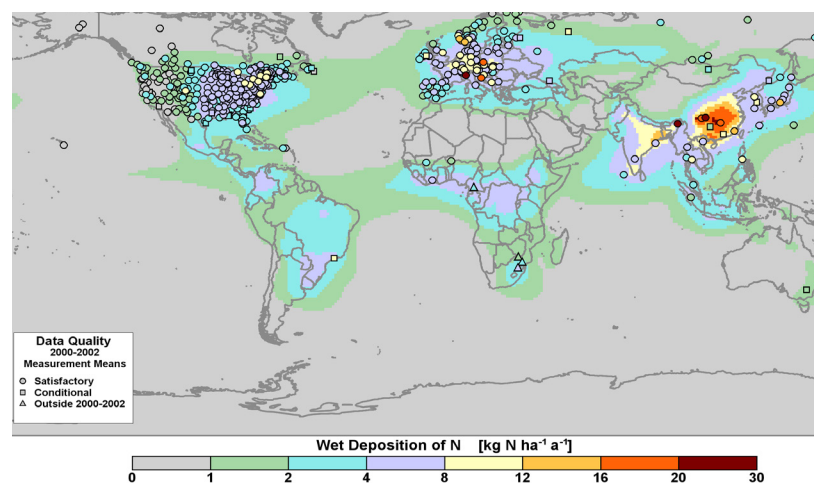 Data Quality
2000-2002
Measurement Means
Satisfactory
Conditional
Outside 2000-2002
Wet Deposition of N [kg N ha⁻¹ a⁻¹]
0 1 2 4 8 12 16 20 30